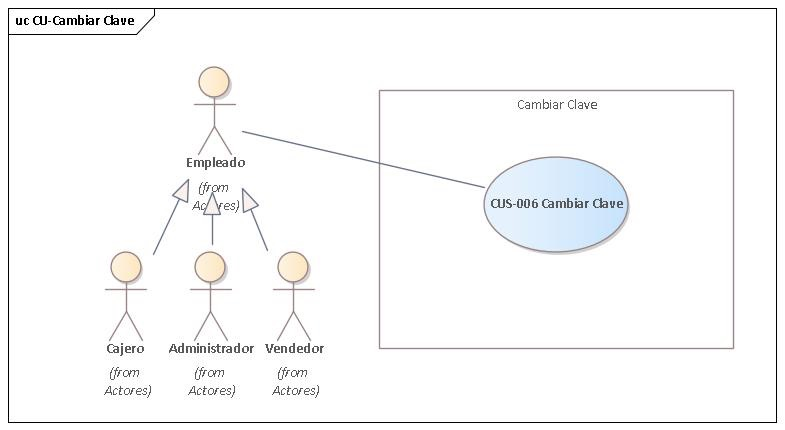 uc CU-Cambiar Clave
Cambiar Clave
Empleado
(from
Actores)
CUS-006 Cambiar Clave
Cajero
(from
Actores)
Administrador
(from
Actores)
Vendedor
(from
Actores)